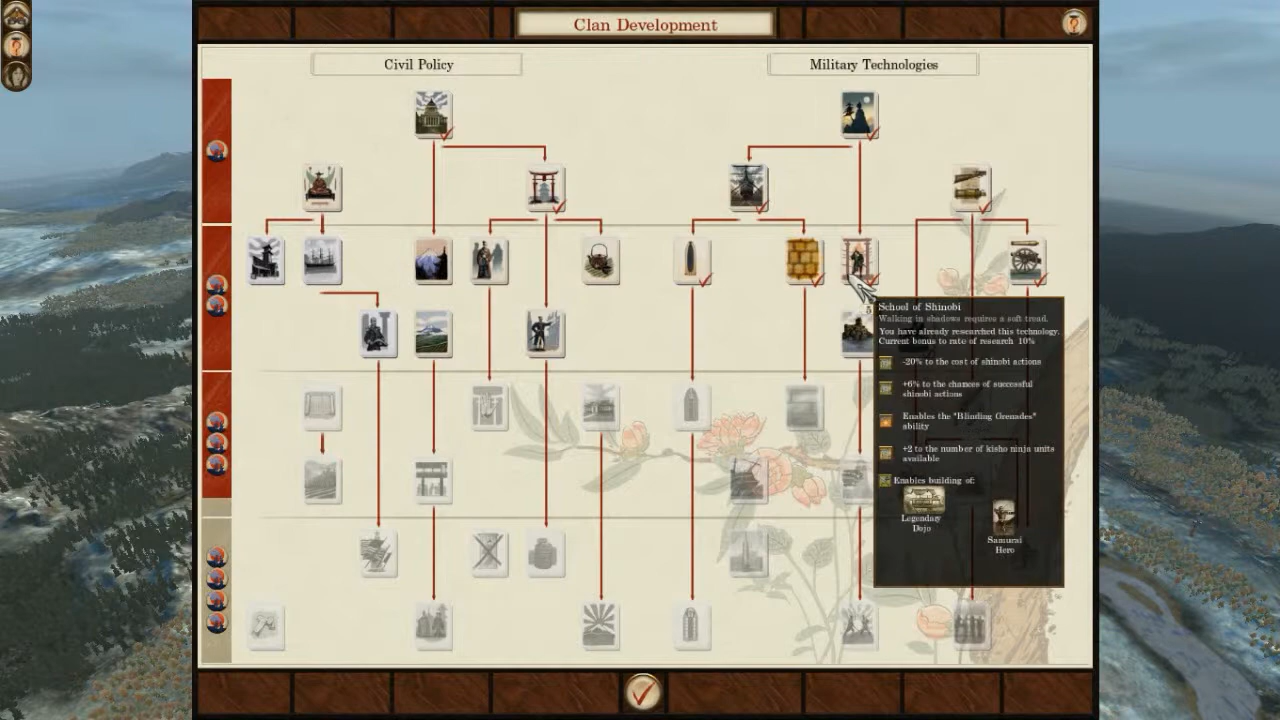 Clan Development
Civil Policy
Military Technologies
School of Shinobi
Walking in shadows requires a soft tread.
You have already researched this technology.
Current bonus to rate of research 10%
-20% to the cost of shinobi actions
+6% to the chances of successful
shinobi actions
Enables the "Blinding Grenades"
ability
+2 to the number of kisho ninja units
available
Enables building of:
Legendary
Dojo
Samurai
Hero